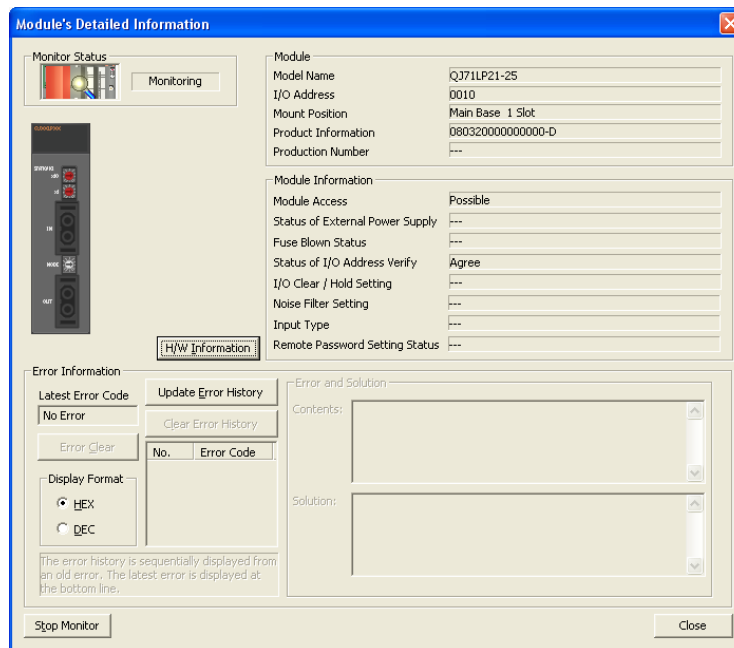 Module's Detailed Information
Monitor Status
Monitoring
Module
Model Name QJ71LP21-25
I/O Address 0010
Mount Position Main Base 1 Slot
Product Information 080320000000000-D
Production Number ---
Module Information
Module Access Possible
Status of External Power Supply ---
Fuse Blown Status ---
Status of I/O Address Verify Agree
I/O Clear / Hold Setting ---
Noise Filter Setting ---
Input Type ---
Remote Password Setting Status ---
IN
MODE
OUT
H/W Information
Error Information
Latest Error Code
No Error
Error Clear
Display Format
HEX
DEC
Update Error History
Clear Error History
No. Error Code
The error history is sequentially displayed from
an old error. The latest error is displayed at
the bottom line.
Error and Solution
Contents:
Solution:
Stop Monitor
Close